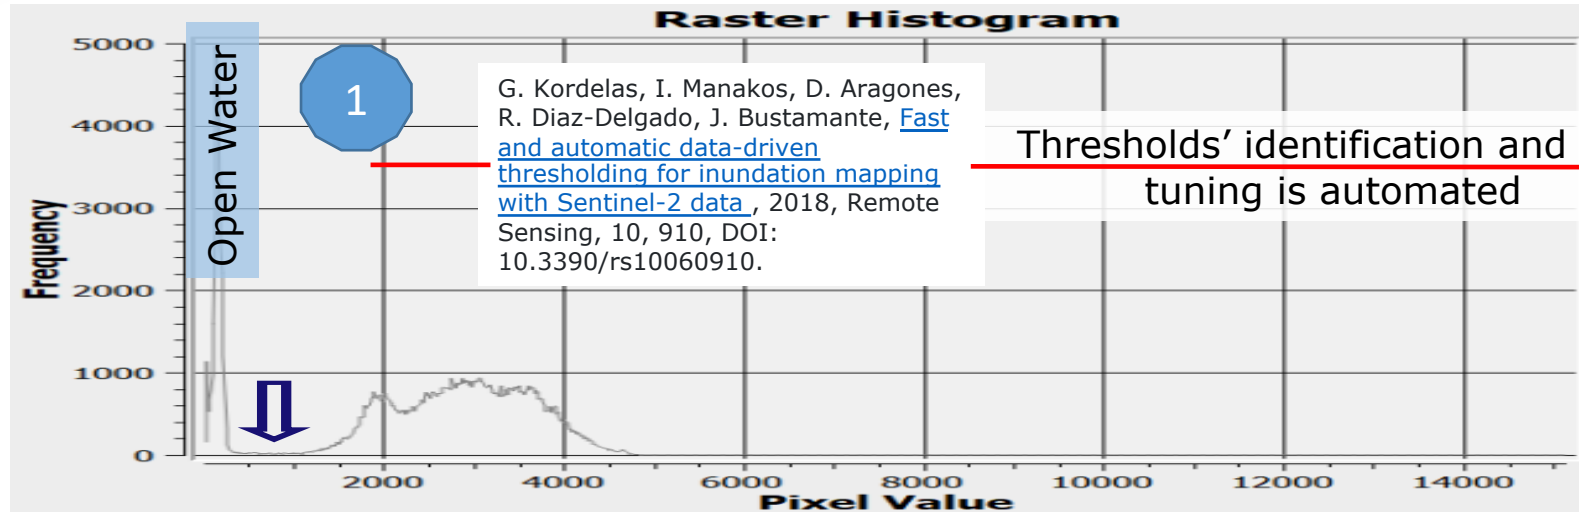 Raster Histogram
5000
4000
3000
2000
1000
0
Frequency
Open Water
1
G. Kordelas, I. Manakos, D. Aragones,
R. Diaz-Delgado, J. Bustamante, Fast
and automatic data-driven
thresholding for inundation mapping
with Sentinel-2 data , 2018, Remote
Sensing, 10, 910, DOI:
10.3390/rs10060910.
Thresholds’ identification and
tuning is automated
2000 4000 6000 8000 10000 12000 14000
Pixel Value